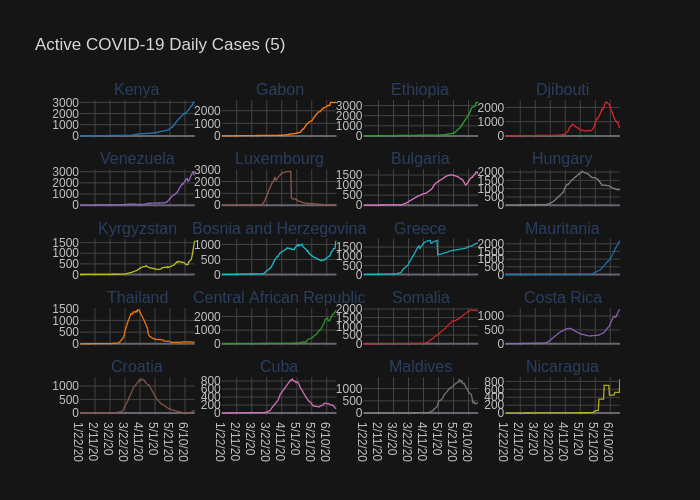 Active COVID-19 Daily Cases (5)
Kenya Gabon Ethiopia Djibouti
3000 2000 1000 0
2000 1000 0
3000 2000 1000 0
2000 1000 0
Venezuela Luxembourg Bulgaria Hungary
3000 2000 1000 0
3000 2000 1000 0
1500 1000 500 0
2000 1500 1000 500 0
Kyrgyzstan Bosnia and Herzegovina Greece Mauritania
1500 1000 500 0
1000 500 0
1500 1000 500 0
2000 1500 1000 500 0
Thailand Central African Republic Somalia Costa Rica
1500 1000 500 0
2000 1000 0
2000 1500 1000 500 0
1000 500 0
Croatia Cuba Maldives Nicaragua
1000 500 0
800 600 400 200 0
1000 500 0
800 600 400 200 0
1/22/20 2/11/20 3/2/20 3/22/20 4/11/20 5/1/20 5/21/20 6/10/20
1/22/20 2/11/20 3/2/20 3/22/20 4/11/20 5/1/20 5/21/20 6/10/20
1/22/20 2/11/20 3/2/20 3/22/20 4/11/20 5/1/20 5/21/20 6/10/20
1/22/20 2/11/20 3/2/20 3/22/20 4/11/20 5/1/20 5/21/20 6/10/20